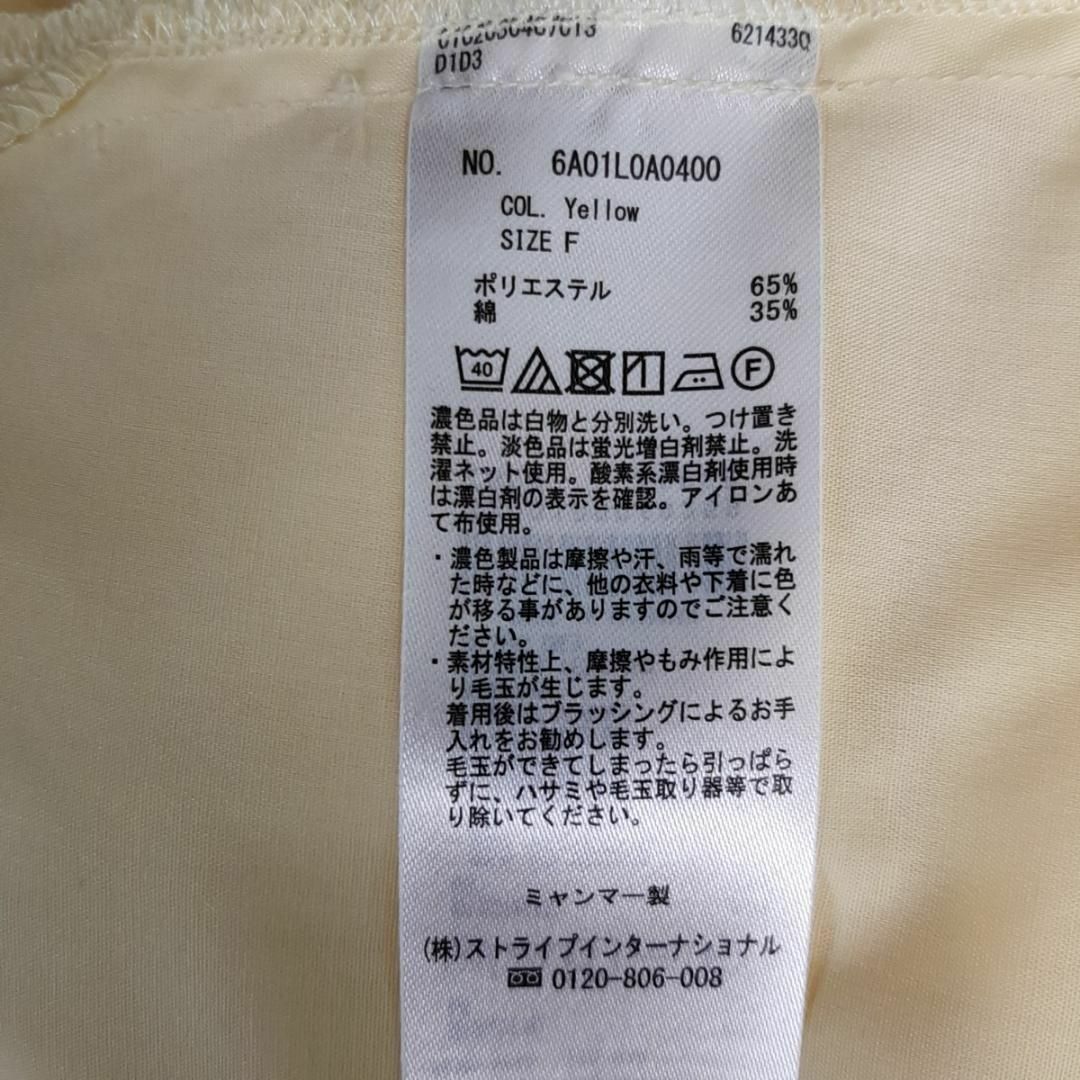 621433Q
D1D3
NO. 6A01L0A0400
COL. Yellow
SIZE F
ポリエステル 65%
綿 35%
40 F
濃色品は白物と分別洗い。つけ置き
禁止。淡色品は蛍光増白剤禁止。洗
濯ネット使用。酸素系漂白剤使用時
は漂白剤の表示を確認。アイロンあ
て布使用。
・濃色製品は摩擦や汗、雨等で濡れ
た時などに、他の衣料や下着に色
が移る事がありますのでご注意く
ださい。
・素材特性上、摩擦やもみ作用によ
り毛玉が生じます。
着用後はブラッシングによるお手
入れをお勧めします。
毛玉ができてしまったら引っぱら
ずに、ハサミや毛玉取り器等で取
り除いてください。
ミャンマー製
(株)ストライプインターナショナル
0120-806-008